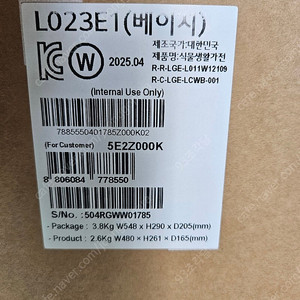 L023E1(베이지)
2025.04
제조국가:대한민국
제품명:식물생활가전
R-R-LGE-L011W12109
R-C-LGE-LCWB-001
(Internal Use Only)
7885550401785Z000K02
(For Customer) 5E2Z000K
8 806084 778550
S/No. :504RGWW01785
- Package : 3.8Kg W548 x H290 x D205(mm)
- Product : 2.6Kg W480 x H261 x D165(mm)